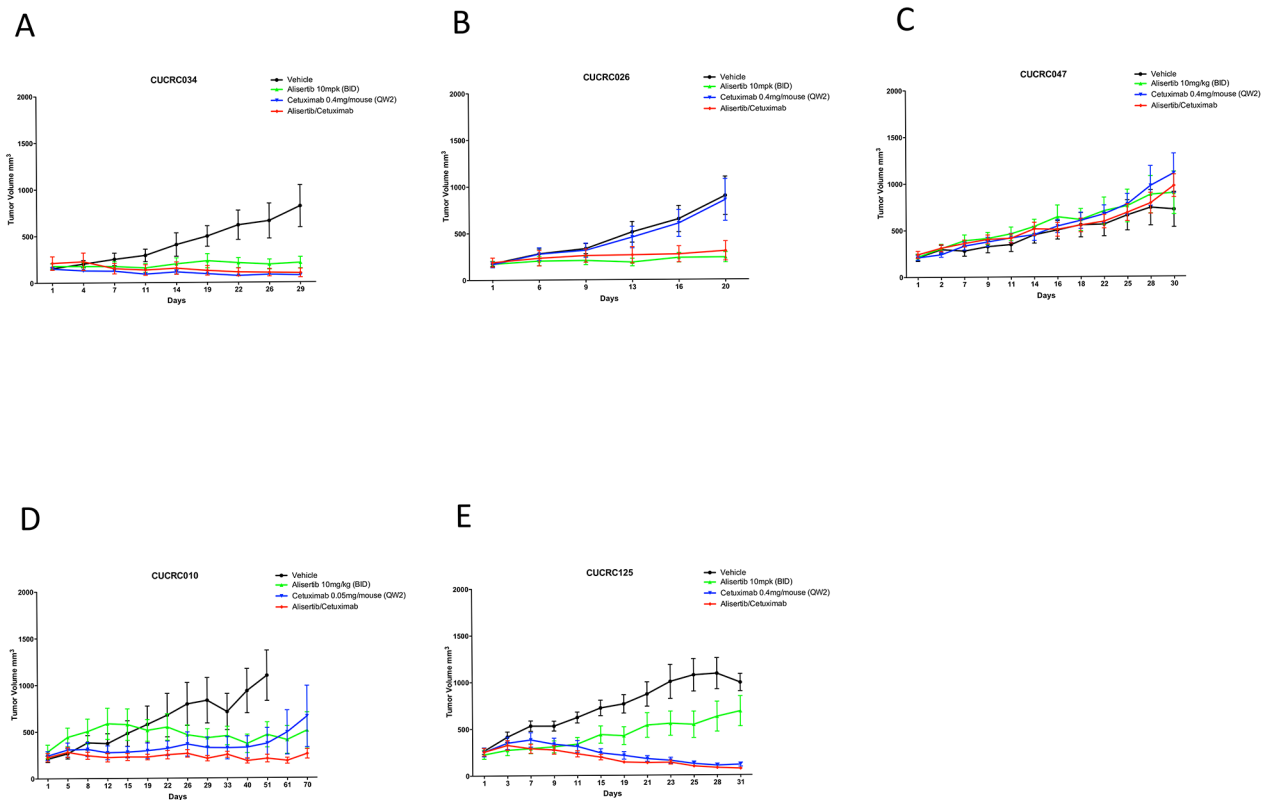 A
CUCRC034
Vehicle
Alisertib 10mpk (BID)
Cetuximab 0.4mg/mouse (QW2)
Alisertib/Cetuximab
Tumor Volume mm3
2000
1500
1000
500
0
1 4 7 11 14 19 22 26 29
Days
B
CUCRC026
Vehicle
Alisertib 10mpk (BID)
Cetuximab 0.4mg/mouse (QW2)
Alisertib/Cetuximab
Tumor Volume mm3
2000
1500
1000
500
0
1 6 9 13 16 20
Days
C
CUCRC047
Vehicle
Alisertib 10mg/kg (BID)
Cetuximab 0.4mg/mouse (QW2)
Alisertib/Cetuximab
Tumor Volume mm3
2000
1500
1000
500
0
1 2 7 9 11 14 16 18 22 25 28 30
Days
D
CUCRC010
Vehicle
Alisertib 10mg/kg (BID)
Cetuximab 0.05mg/mouse (QW2)
Alisertib/Cetuximab
Tumor Volume mm3
2000
1500
1000
500
0
1 5 8 12 15 19 22 26 29 33 40 51 61 70
Days
E
CUCRC125
Vehicle
Alisertib 10mpk (BID)
Cetuximab 0.4mg/mouse (QW2)
Alisertib/Cetuximab
Tumor Volume mm3
2000
1500
1000
500
0
1 3 7 9 11 15 19 21 23 25 28 31
Days